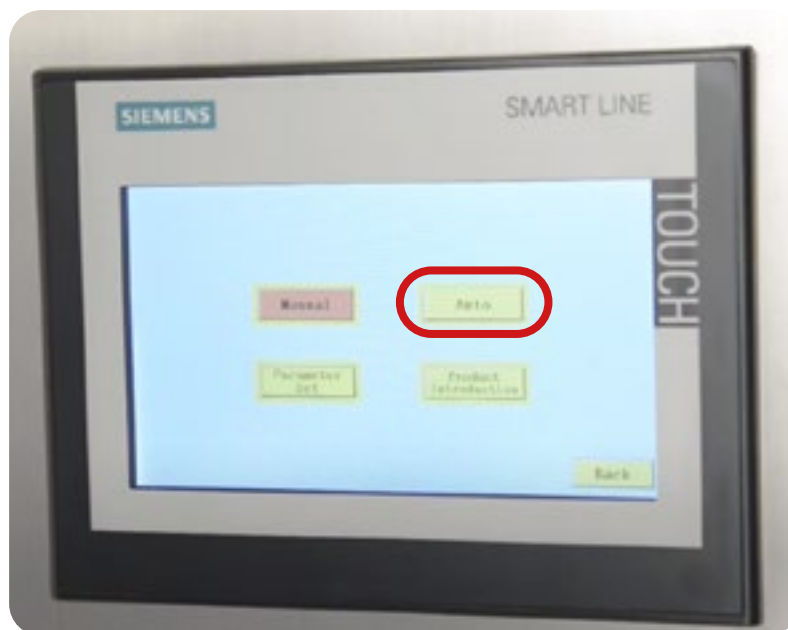 SIEMENS
SMART LINE
TOUCH
Manual
Auto
Parameter
set
Product
introduction
Back